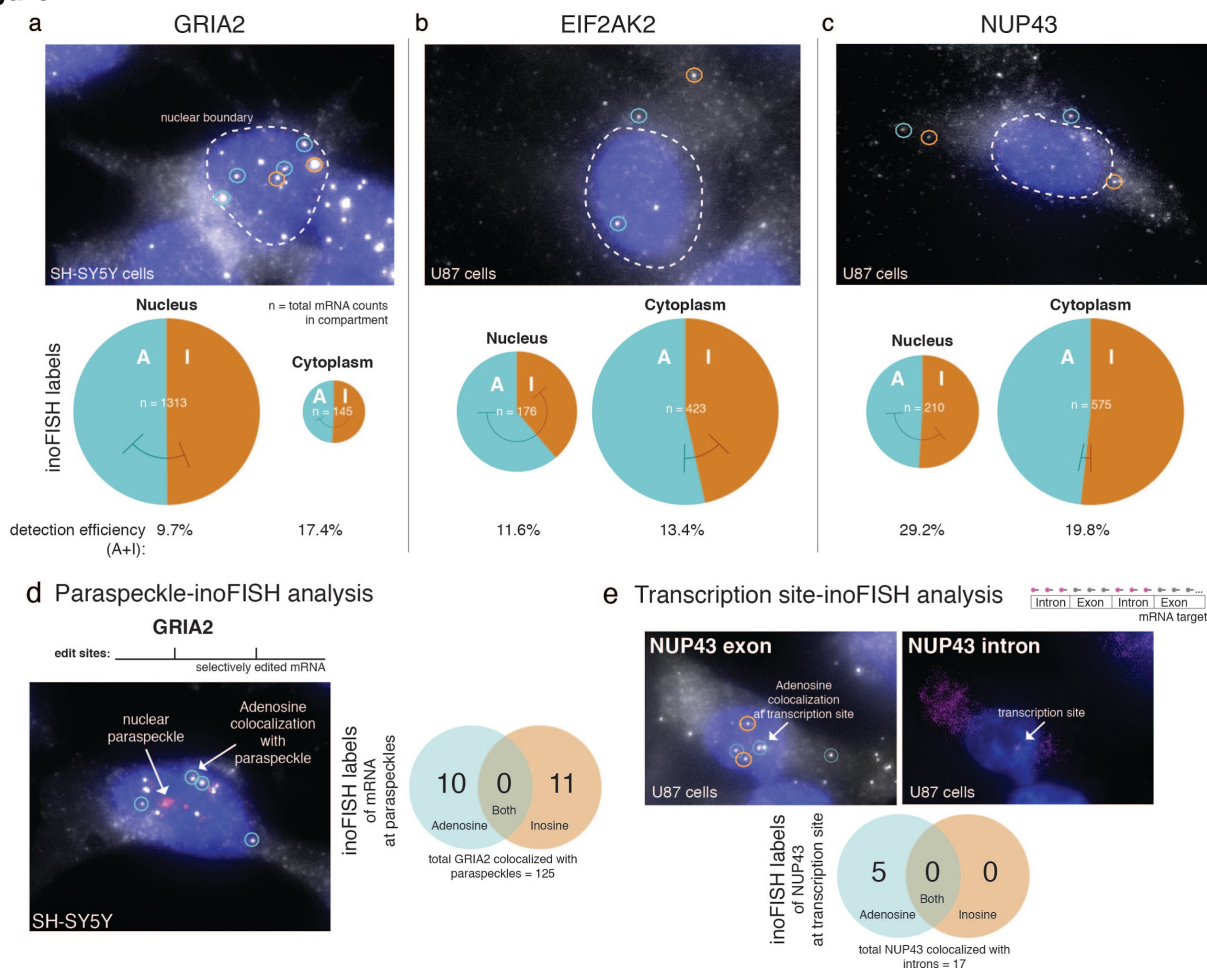 a
GRIA2
nuclear boundary
SH-SY5Y cells
b
EIF2AK2
U87 cells
c
NUP43
U87 cells
inoFISH labels
Nucleus
n = total mRNA counts
in compartment
A I
n = 1313
Cytoplasm
A I
n = 145
Nucleus
A I
n = 176
Cytoplasm
A I
n = 423
Nucleus
A I
n = 210
Cytoplasm
A I
n = 575
detection efficiency 9.7% 17.4% 11.6% 13.4% 29.2% 19.8%
(A+I):
d Paraspeckle-inoFISH analysis
GRIA2
edit sites:
selectively edited mRNA
nuclear
paraspeckle
Adenosine
colocalization
with
paraspeckle
SH-SY5Y
inoFISH labels
of mRNA
at paraspeckles
10 0 11
Both
Adenosine Inosine
total GRIA2 colocalized with
paraspeckles = 125
e Transcription site-inoFISH analysis
...
Intron Exon Intron Exon
mRNA target
NUP43 exon
Adenosine
colocalization
at transcription site
U87 cells
NUP43 intron
transcription site
U87 cells
inoFISH labels
of NUP43
at transcription site
5 0 0
Both
Adenosine Inosine
total NUP43 colocalized with
introns = 17